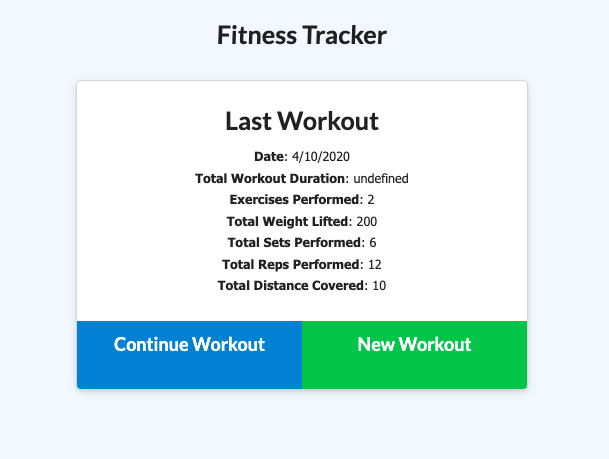 Fitness Tracker
Last Workout
Date: 4/10/2020
Total Workout Duration: undefined
Exercises Performed: 2
Total Weight Lifted: 200
Total Sets Performed: 6
Total Reps Performed: 12
Total Distance Covered: 10
Continue Workout
New Workout